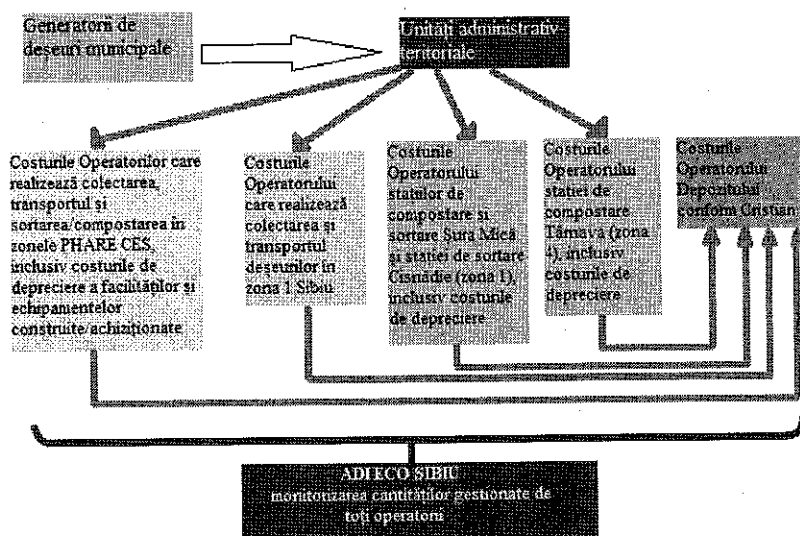 Generatorii de
deșeuri municipale
Unități administrativ-
teritoriale
Costurile Operatorilor care
realizează colectarea,
transportul și
sortarea/compostarea în
zonele PHARE CES,
inclusiv costurile de
depreciere a facilităților și
echipamentelor
construite/achiziționate
Costurile
Operatorului
care realizează
colectarea și
transportul
deșeurilor în
zona 1 Sibiu
Costurile
Operatorului
stațiilor de
compostare și
sortare Șura Mică
și stației de sortare
Cisnădie (zona 1),
inclusiv costurile
de depreciere
Costurile
Operatorului
stației de
compostare
Târnava (zona
4), inclusiv
costurile de
depreciere
Costurile
Operatorului
Depozitului
conform Cristian
ADI ECO SIBIU
monitorizarea cantităților gestionate de
toți operatorii